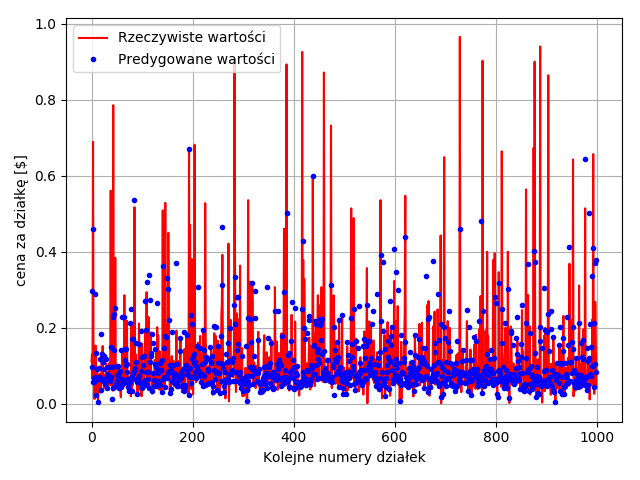 Rzeczywiste wartości
Predygowane wartości
cena za działkę [$]
1.0
0.8
0.6
0.4
0.2
0.0
0 200 400 600 800 1000
Kolejne numery działek